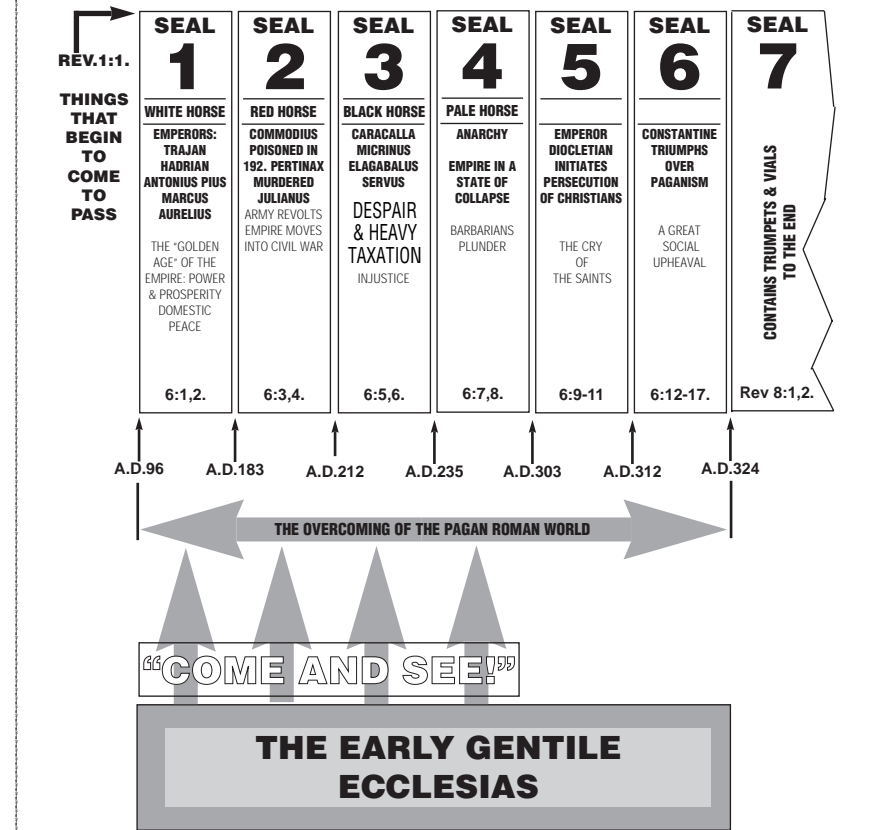 REV.1:1.
THINGS
THAT
BEGIN
TO
COME
TO
PASS
SEAL
1
WHITE HORSE
EMPERORS:
TRAJAN
HADRIAN
ANTONIUS PIUS
MARCUS
AURELIUS
THE "GOLDEN
AGE" OF THE
EMPIRE: POWER
& PROSPERITY
DOMESTIC
PEACE
6:1,2.
SEAL
2
RED HORSE
COMMODIUS
POISONED IN
192. PERTINAX
MURDERED
JULIANUS
ARMY REVOLTS
EMPIRE MOVES
INTO CIVIL WAR
6:3,4.
SEAL
3
BLACK HORSE
CARACALLA
MICRINUS
ELAGABALUS
SERVUS
DESPAIR
& HEAVY
TAXATION
INJUSTICE
6:5,6.
SEAL
4
PALE HORSE
ANARCHY
EMPIRE IN A
STATE OF
COLLAPSE
BARBARIANS
PLUNDER
6:7,8.
SEAL
5
EMPEROR
DIOCLETIAN
INITIATES
PERSECUTION
OF CHRISTIANS
THE CRY
OF
THE SAINTS
6:9-11
SEAL
6
CONSTANTINE
TRIUMPHS
OVER
PAGANISM
A GREAT
SOCIAL
UPHEAVAL
6:12-17.
SEAL
7
CONTAINS TRUMPETS & VIALS
TO THE END
Rev 8:1,2.
A.D.96
A.D.183
A.D.212
A.D.235
A.D.303
A.D.312
A.D.324
THE OVERCOMING OF THE PAGAN ROMAN WORLD
“COME AND SEE!”
THE EARLY GENTILE
ECCLESIAS